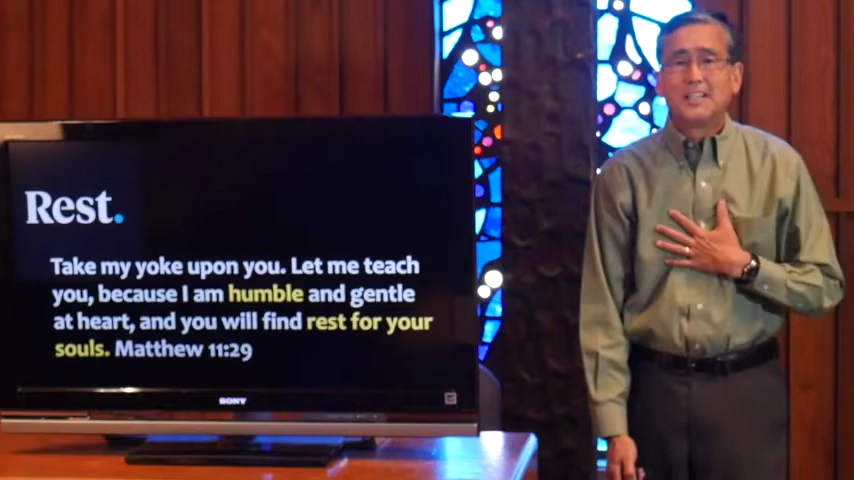 Rest.
Take my yoke upon you. Let me teach
you, because I am humble and gentle
at heart, and you will find rest for your
souls. Matthew 11:29
SONY